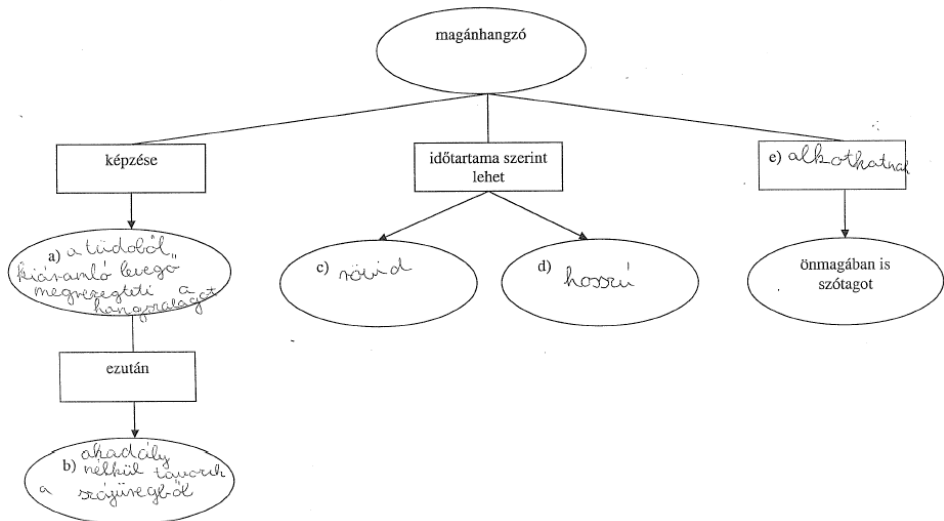 magánhangzó
képzése
időtartama szerint
lehet
e) alkothatnak
a) a tüdőből
kiáramló levegő
megrezegteti a
hangszalagot
c) rövid
d) hosszú
önmagában is
szótagot
ezután
b) akadály
nélkül távozik
a szájüregből